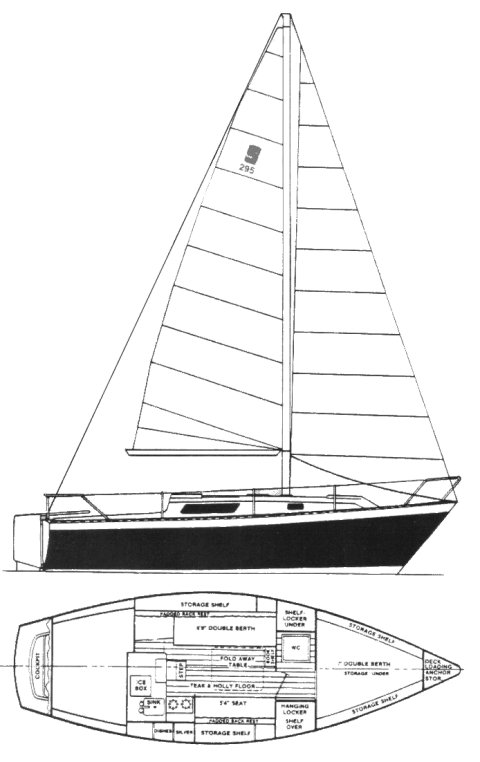 295
STORAGE SHELF
PADDED BACK REST
6'8" DOUBLE BERTH
SHELF-
LOCKER
UNDER
STORAGE SHELF
WC
STEP
FOLD AWAY
TABLE
7' DOUBLE BERTH
STORAGE UNDER
DECK
LOADING
ANCHOR
STOR.
COCKPIT
ICE
BOX
TEAK & HOLLY FLOOR
SINK
5'4" SEAT
HANGING
LOCKER
SHELF
OVER
STORAGE SHELF
PADDED BACK REST
DISHES
SILVER
STORAGE SHELF